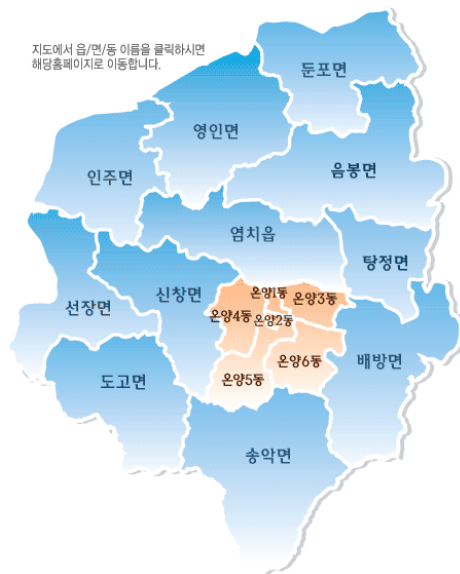 지도에서 읍/면/동 이름을 클릭하시면
해당홈페이지로 이동합니다.
둔포면
영인면
음봉면
인주면
염치읍
탕정면
신창면
선장면
온양1동
온양3동
온양4동
온양2동
배방면
온양6동
도고면
온양5동
송악면